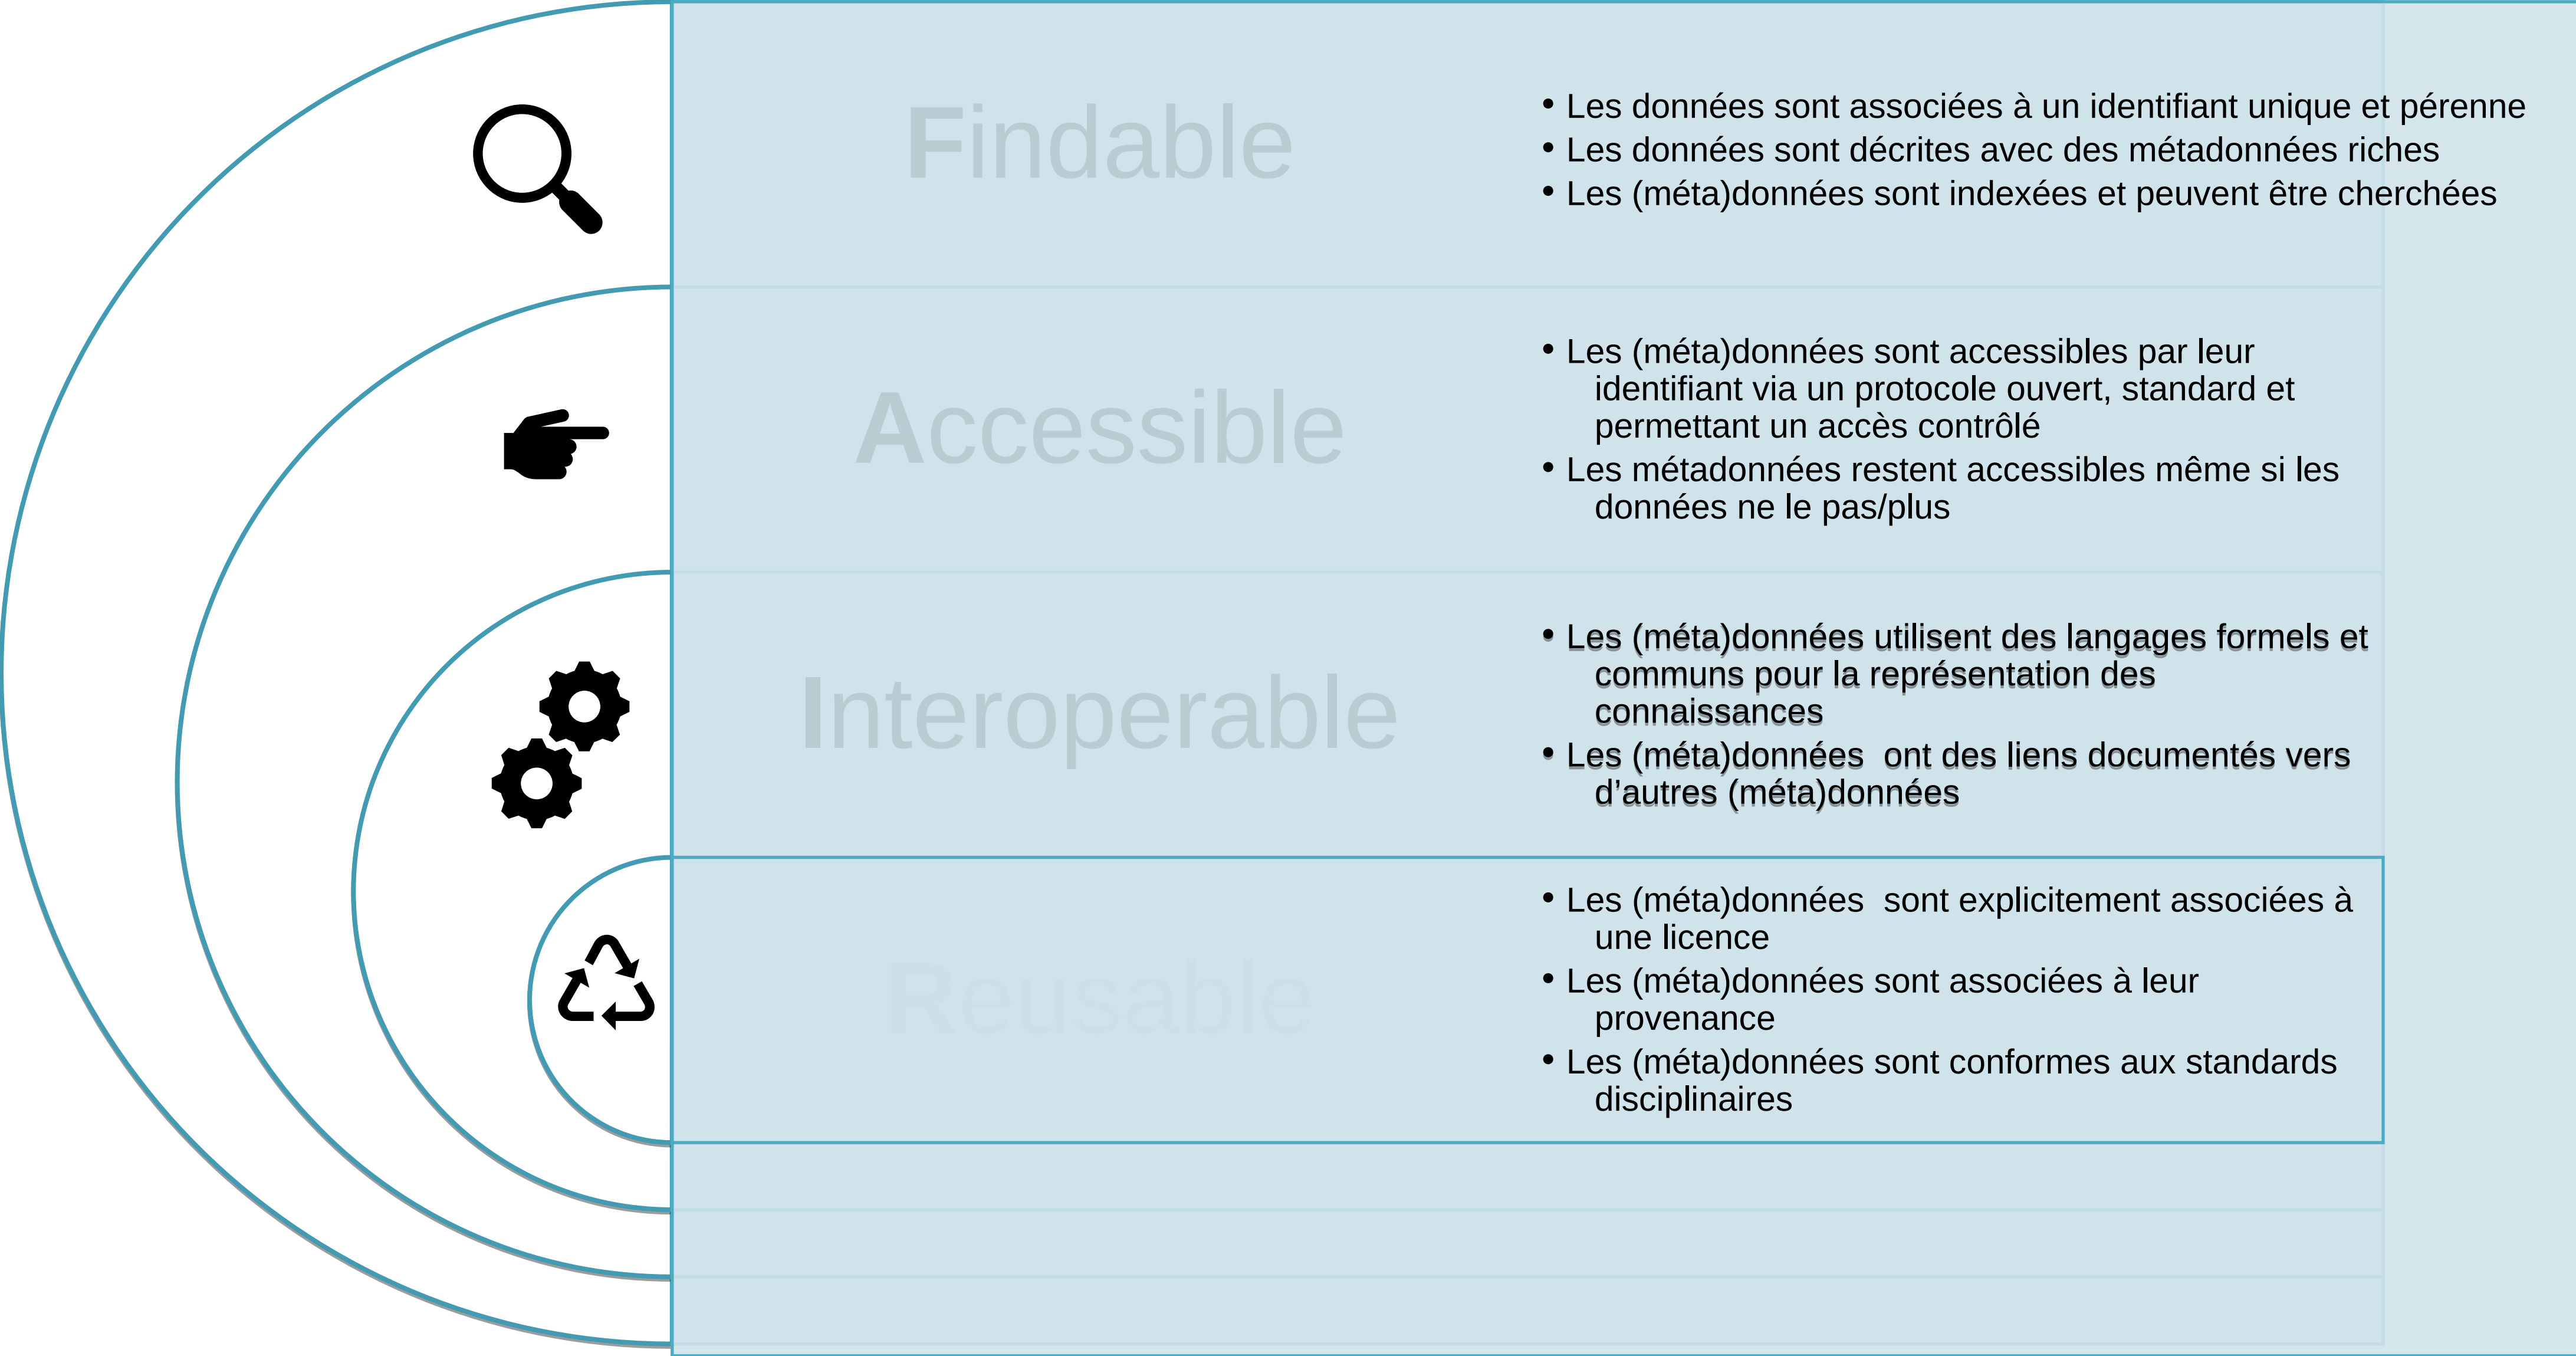 Findable
• Les données sont associées à un identifiant unique et pérenne
• Les données sont décrites avec des métadonnées riches
• Les (méta)données sont indexées et peuvent être cherchées
Accessible
• Les (méta)données sont accessibles par leur
identifiant via un protocole ouvert, standard et
permettant un accès contrôlé
• Les métadonnées restent accessibles même si les
données ne le pas/plus
Interoperable
• Les (méta)données utilisent des langages formels et
communs pour la représentation des
connaissances
• Les (méta)données  ont des liens documentés vers
d’autres (méta)données
Reusable
• Les (méta)données  sont explicitement associées à
une licence
• Les (méta)données sont associées à leur
provenance
• Les (méta)données sont conformes aux standards
disciplinaires